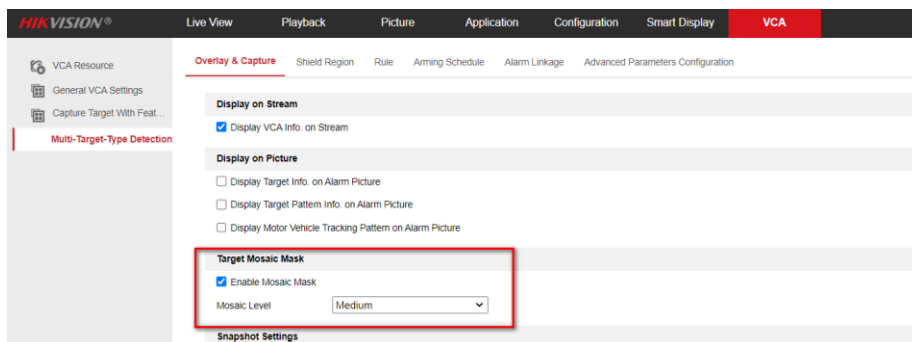 HIKVISION® Live View Playback Picture Application Configuration Smart Display VCA
VCA Resource
General VCA Settings
Capture Target With Feat...
Multi-Target-Type Detection
Overlay & Capture Shield Region Rule Arming Schedule Alarm Linkage Advanced Parameters Configuration
Display on Stream
Display VCA Info. on Stream
Display on Picture
Display Target Info. on Alarm Picture
Display Target Pattern Info. on Alarm Picture
Display Motor Vehicle Tracking Pattern on Alarm Picture
Target Mosaic Mask
Enable Mosaic Mask
Mosaic Level Medium
Snapshot Settings